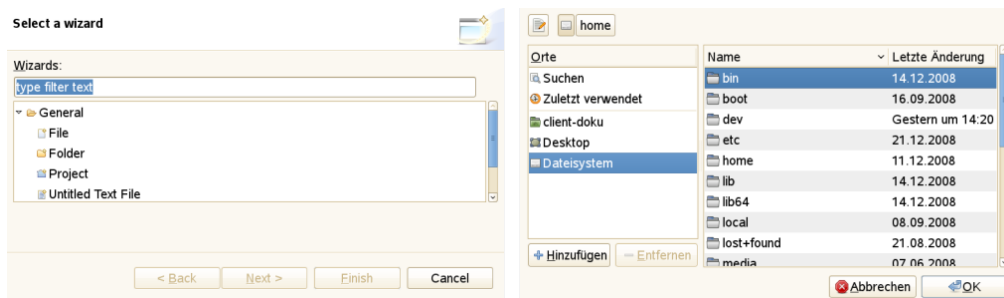 Select a wizard
Wizards:
type filter text
General
File
Folder
Project
Untitled Text File
< Back Next > Finish Cancel
home
Orte
Suchen
Zuletzt verwendet
client-doku
Desktop
Dateisystem
Hinzufügen Entfernen
Name Letzte Änderung
bin 14.12.2008
boot 16.09.2008
dev Gestern um 14:20
etc 21.12.2008
home 11.12.2008
lib 14.12.2008
lib64 14.12.2008
local 08.09.2008
lost+found 21.08.2008
media 07.06.2008
Abbrechen OK